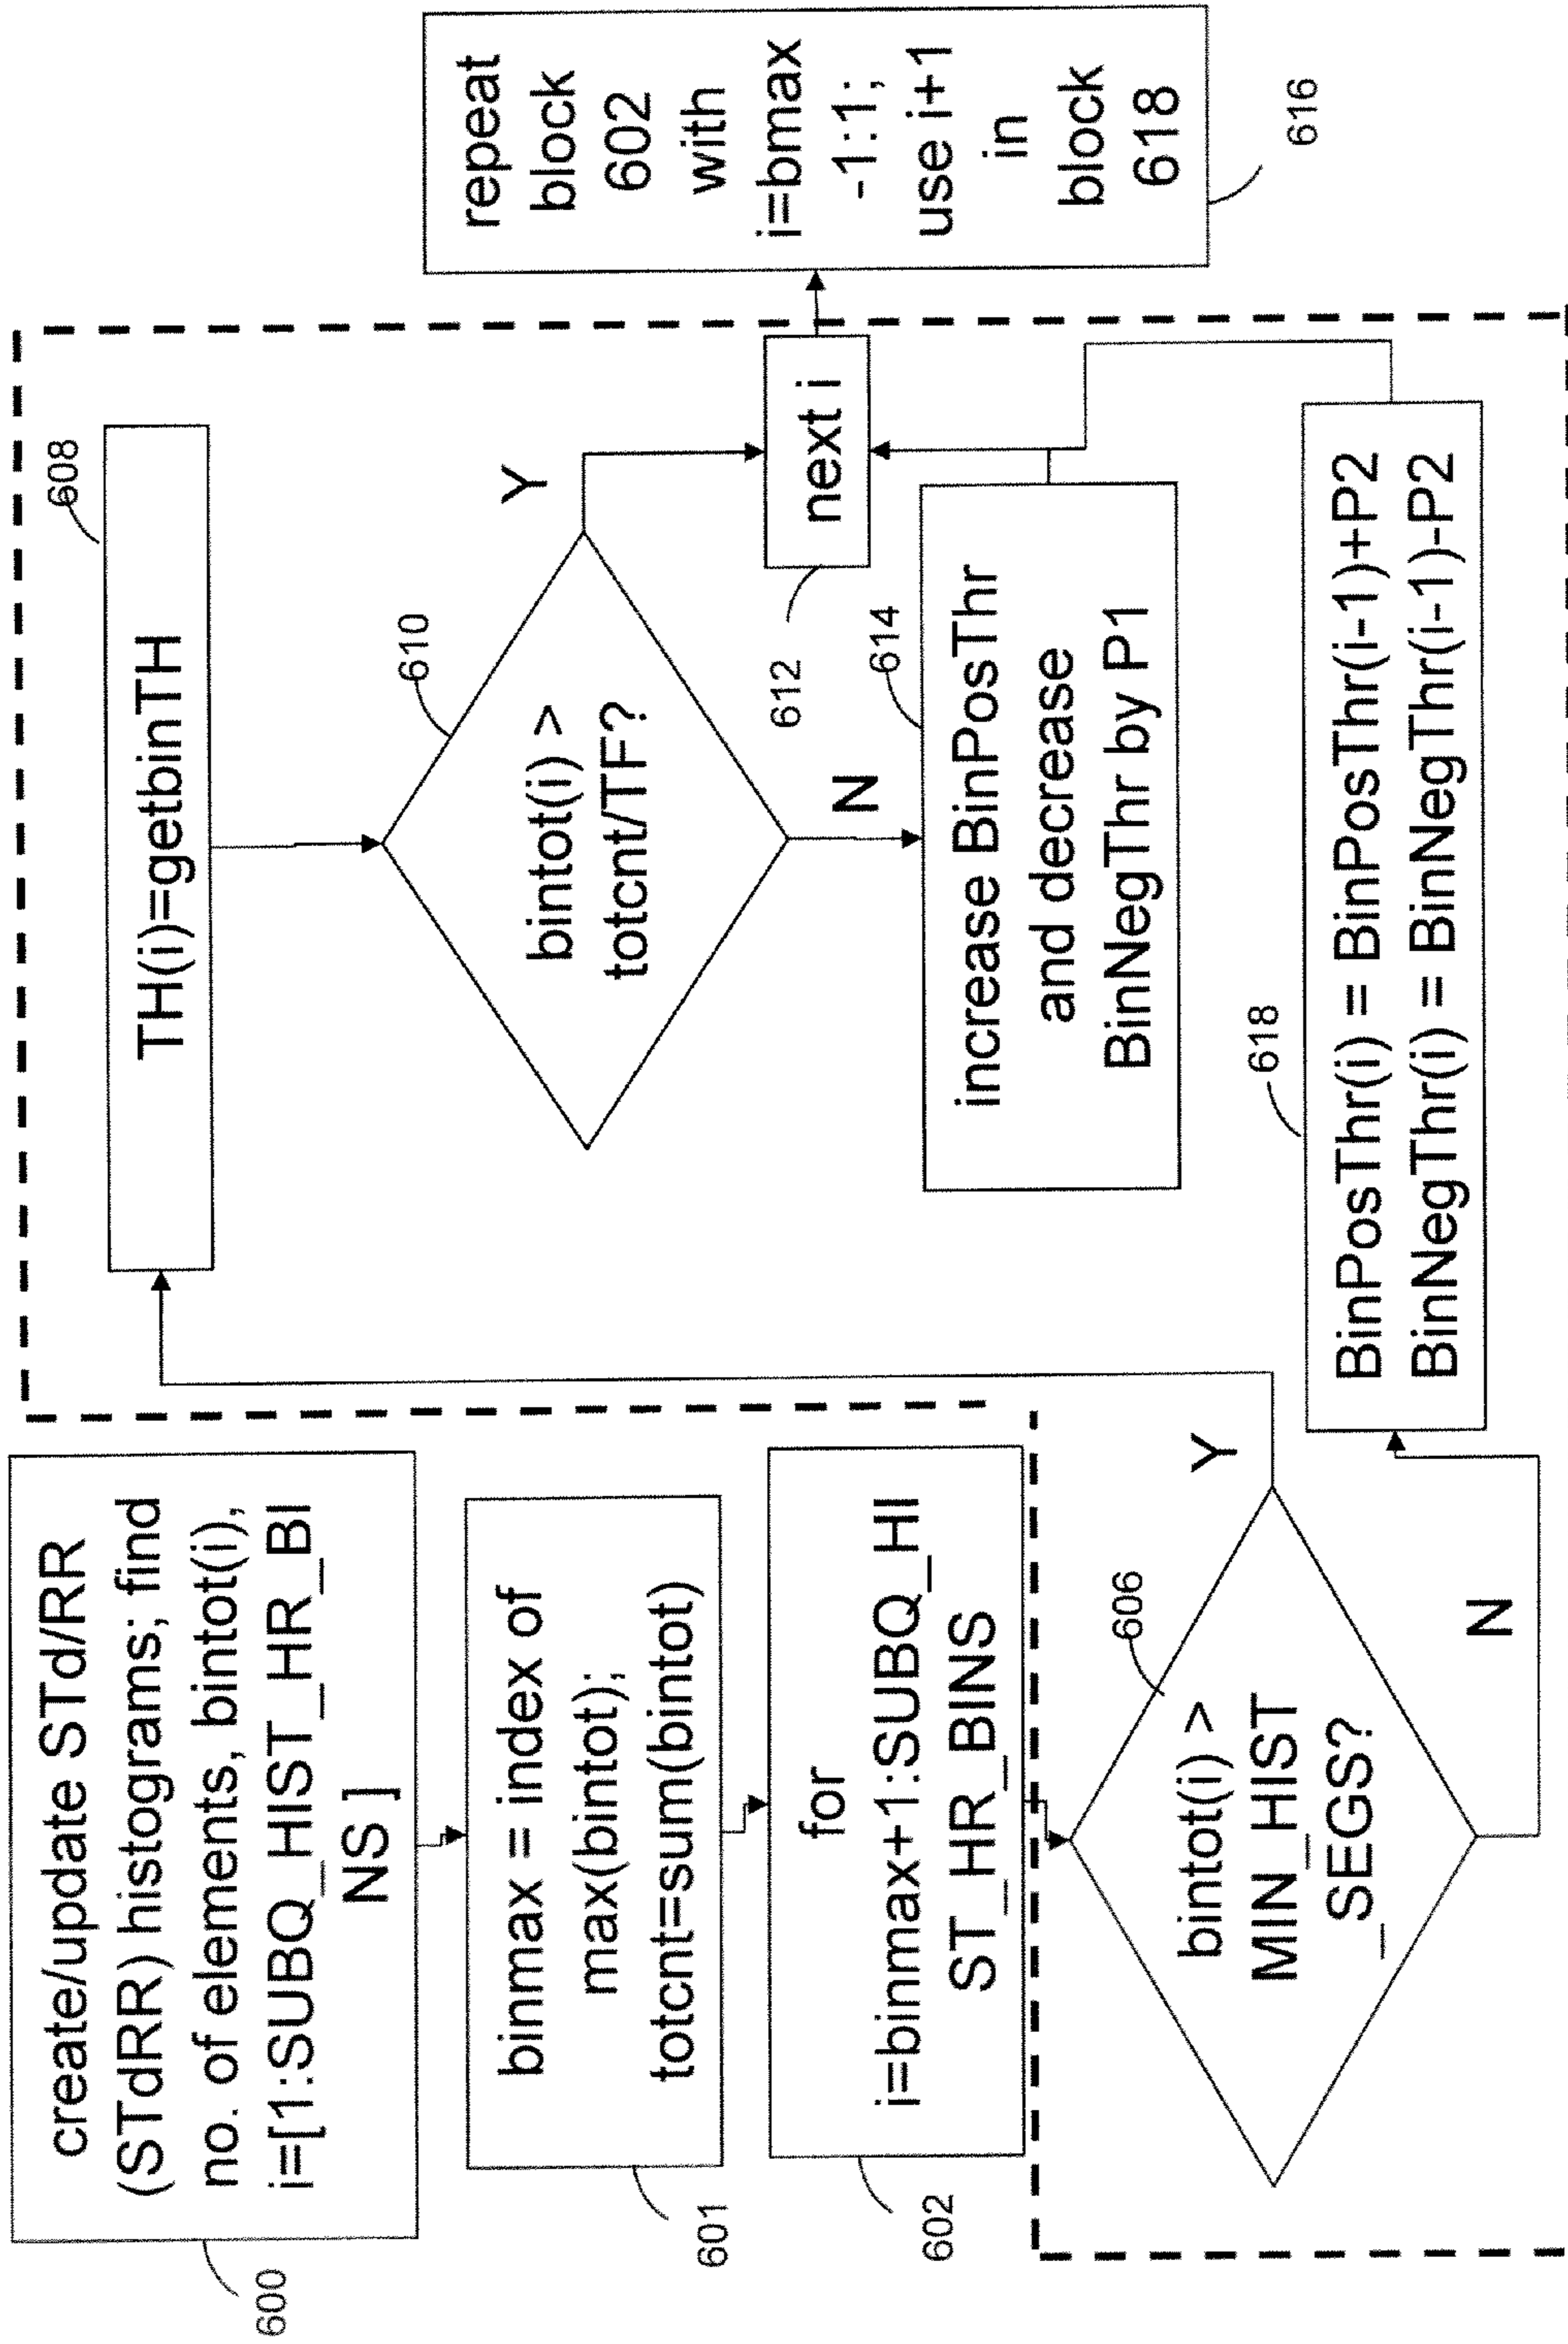 create/update STd/RR
(STdRR) histograms; find
no. of elements, bintot(i),
i=[1:SUBQ_HIST_HR_BI
NS ]
600
binmax = index of
max(bintot);
totcnt=sum(bintot)
601
for
i=binmax+1:SUBQ_HI
ST_HR_BINS
602
bintot(i) >
MIN_HIST
_SEGS?
606
Y
N
TH(i)=getbinTH
608
bintot(i) >
totcnt/TF?
610
Y
N
next i
612
increase BinPosThr
and decrease
BinNegThr by P1
614
BinPosThr(i) = BinPosThr(i-1)+P2
BinNegThr(i) = BinNegThr(i-1)-P2
618
repeat
block
602
with
i=bmax
-1:1;
use i+1
in
block
618
616